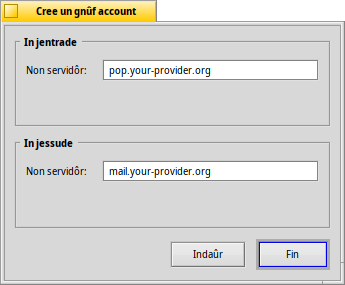 Cree un gnûf account
In jentrade
Non servidôr: pop.your-provider.org
In jessude
Non servidôr: mail.your-provider.org
Indaûr Fin